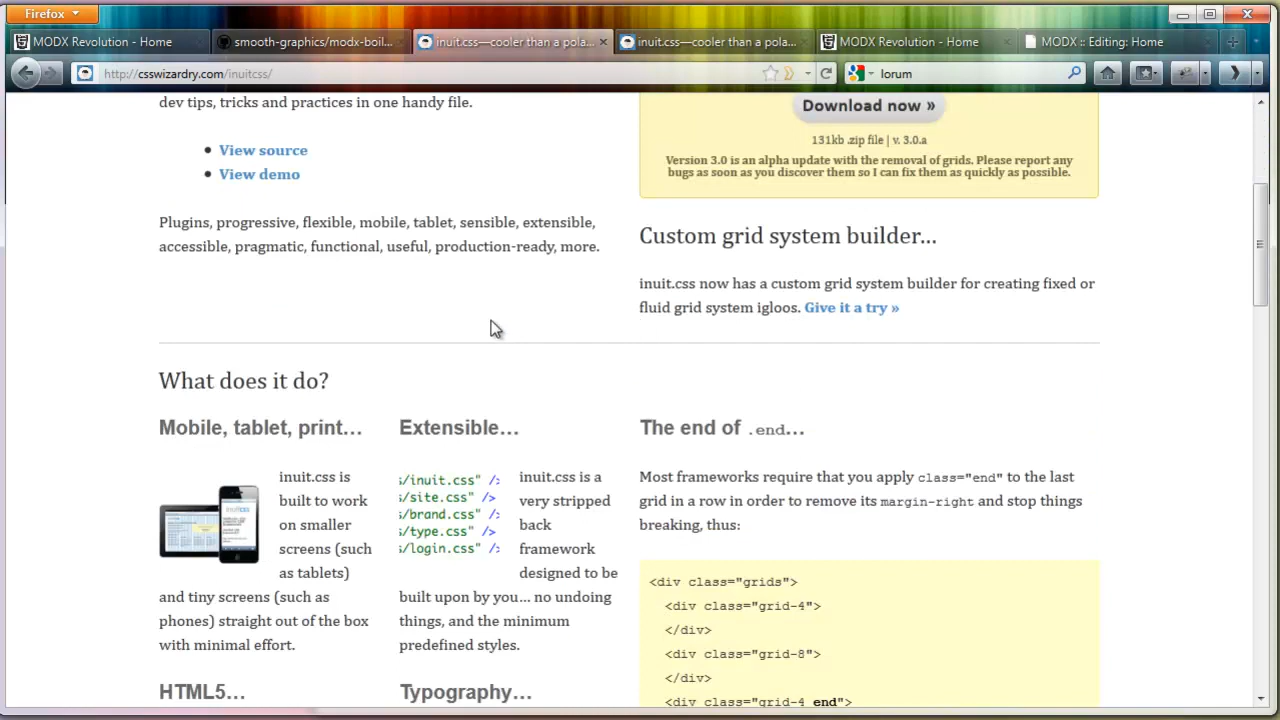 Firefox
MODX Revolution - Home
smooth-graphics/modx-boil...
inuit.css—cooler than a pola...
inuit.css—cooler than a pola...
MODX Revolution - Home
MODX :: Editing: Home
http://csswizardry.com/inuitcss/
lorum
dev tips, tricks and practices in one handy file.
View source
View demo
Plugins, progressive, flexible, mobile, tablet, sensible, extensible,
accessible, pragmatic, functional, useful, production-ready, more.
Download now »
131kb .zip file | v. 3.0.a
Version 3.0 is an alpha update with the removal of grids. Please report any
bugs as soon as you discover them so I can fix them as quickly as possible.
Custom grid system builder…
inuit.css now has a custom grid system builder for creating fixed or
fluid grid system igloos. Give it a try »
What does it do?
Mobile, tablet, print…
inuit.css is
built to work
on smaller
screens (such
as tablets)
and tiny screens (such as
phones) straight out of the box
with minimal effort.
HTML5…
Extensible…
;/inuit.css" /:
;/site.css" />
;/brand.css" /:
;/type.css" />
;/login.css" /:
inuit.css is a
very stripped
back
framework
designed to be
built upon by you… no undoing
things, and the minimum
predefined styles.
Typography…
The end of .end…
Most frameworks require that you apply class="end" to the last
grid in a row in order to remove its margin-right and stop things
breaking, thus:
<div class="grids">
<div class="grid-4">
</div>
<div class="grid-8">
</div>
<div class="grid-4 end">